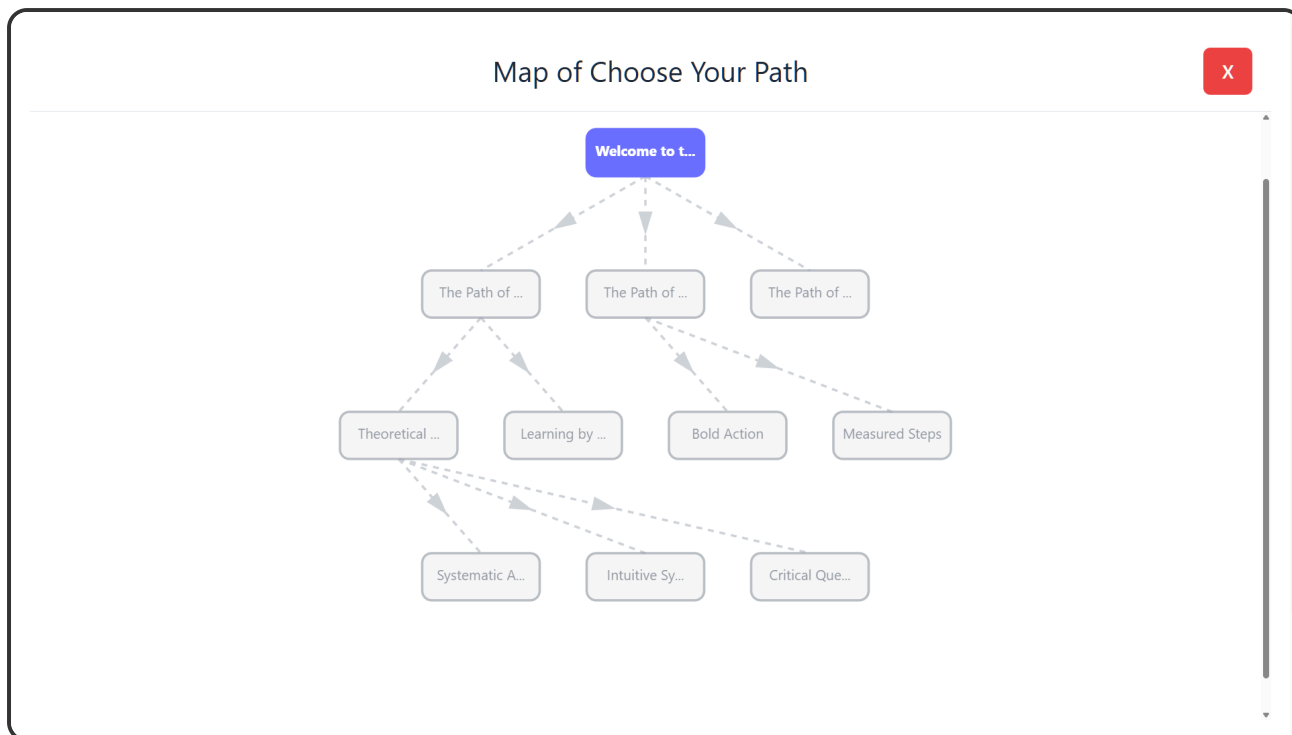 Map of Choose Your Path
X
Welcome to t...
The Path of ...
The Path of ...
The Path of ...
Theoretical ...
Learning by ...
Bold Action
Measured Steps
Systematic A...
Intuitive Sy...
Critical Que...